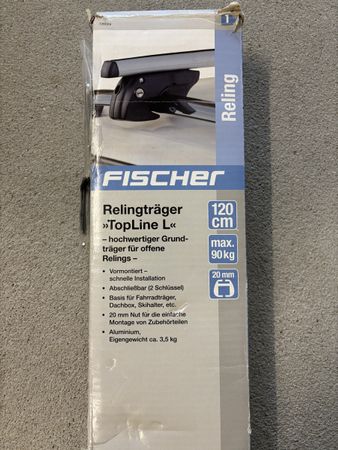 1
Reling
FISCHER
Relingträger
»TopLine L«
– hochwertiger Grund-
träger für offene
Relings –
120
cm
max.
90 kg
20 mm
• Vormontiert –
schnelle Installation
• Abschließbar (2 Schlüssel)
• Basis für Fahrradträger,
Dachbox, Skihalter, etc.
• 20 mm Nut für die einfache
Montage von Zubehörteilen
• Aluminium,
Eigengewicht ca. 3,5 kg